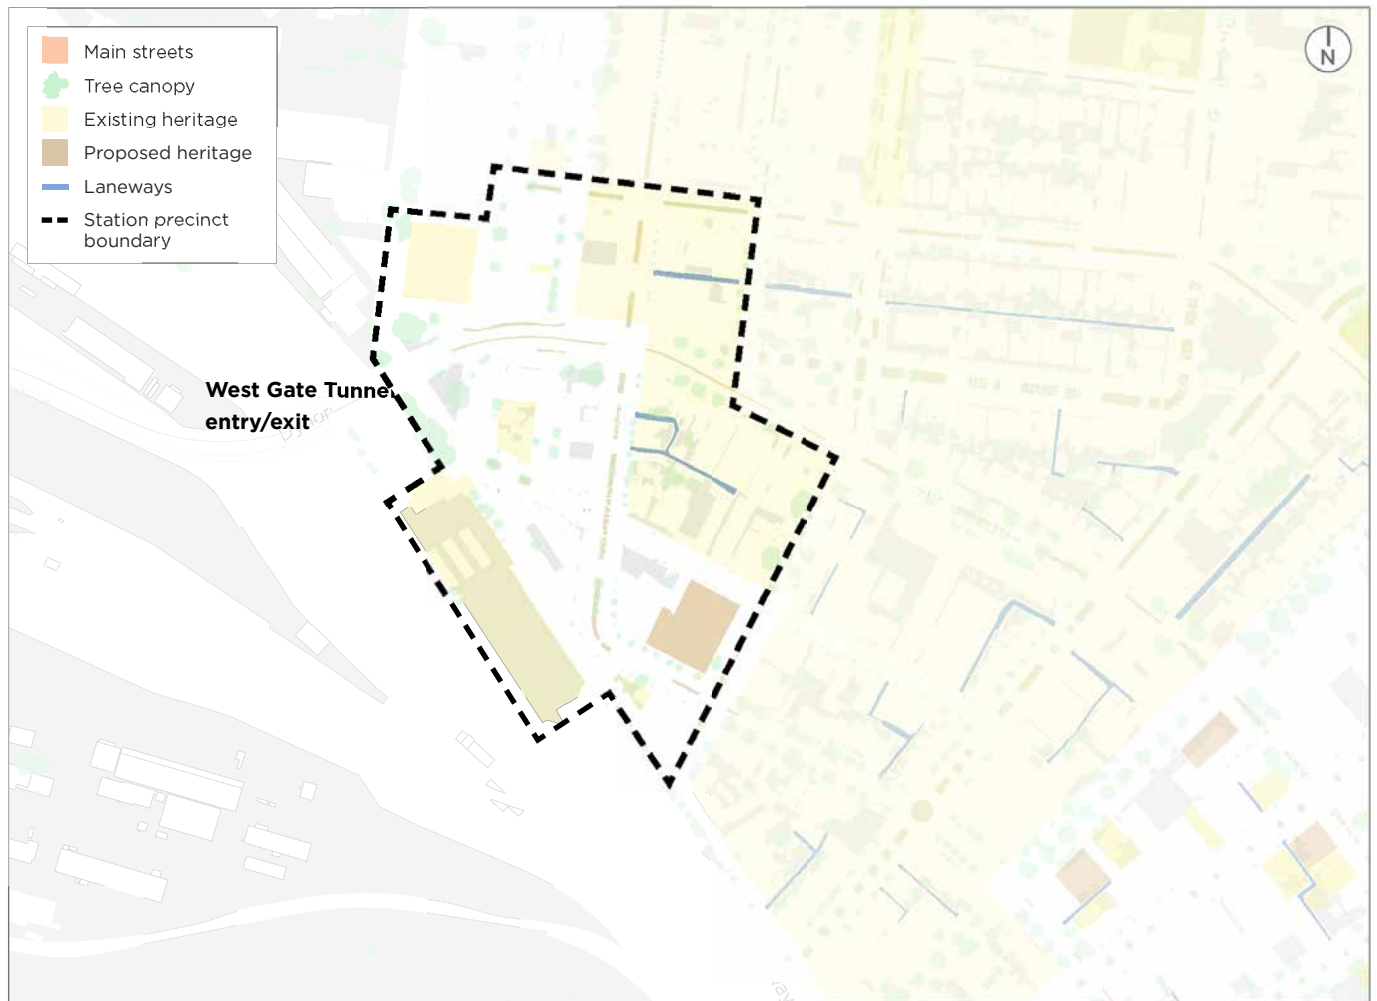 Main streets
Tree canopy
Existing heritage
Proposed heritage
Laneways
Station precinct
boundary
N
West Gate Tunnel
entry/exit